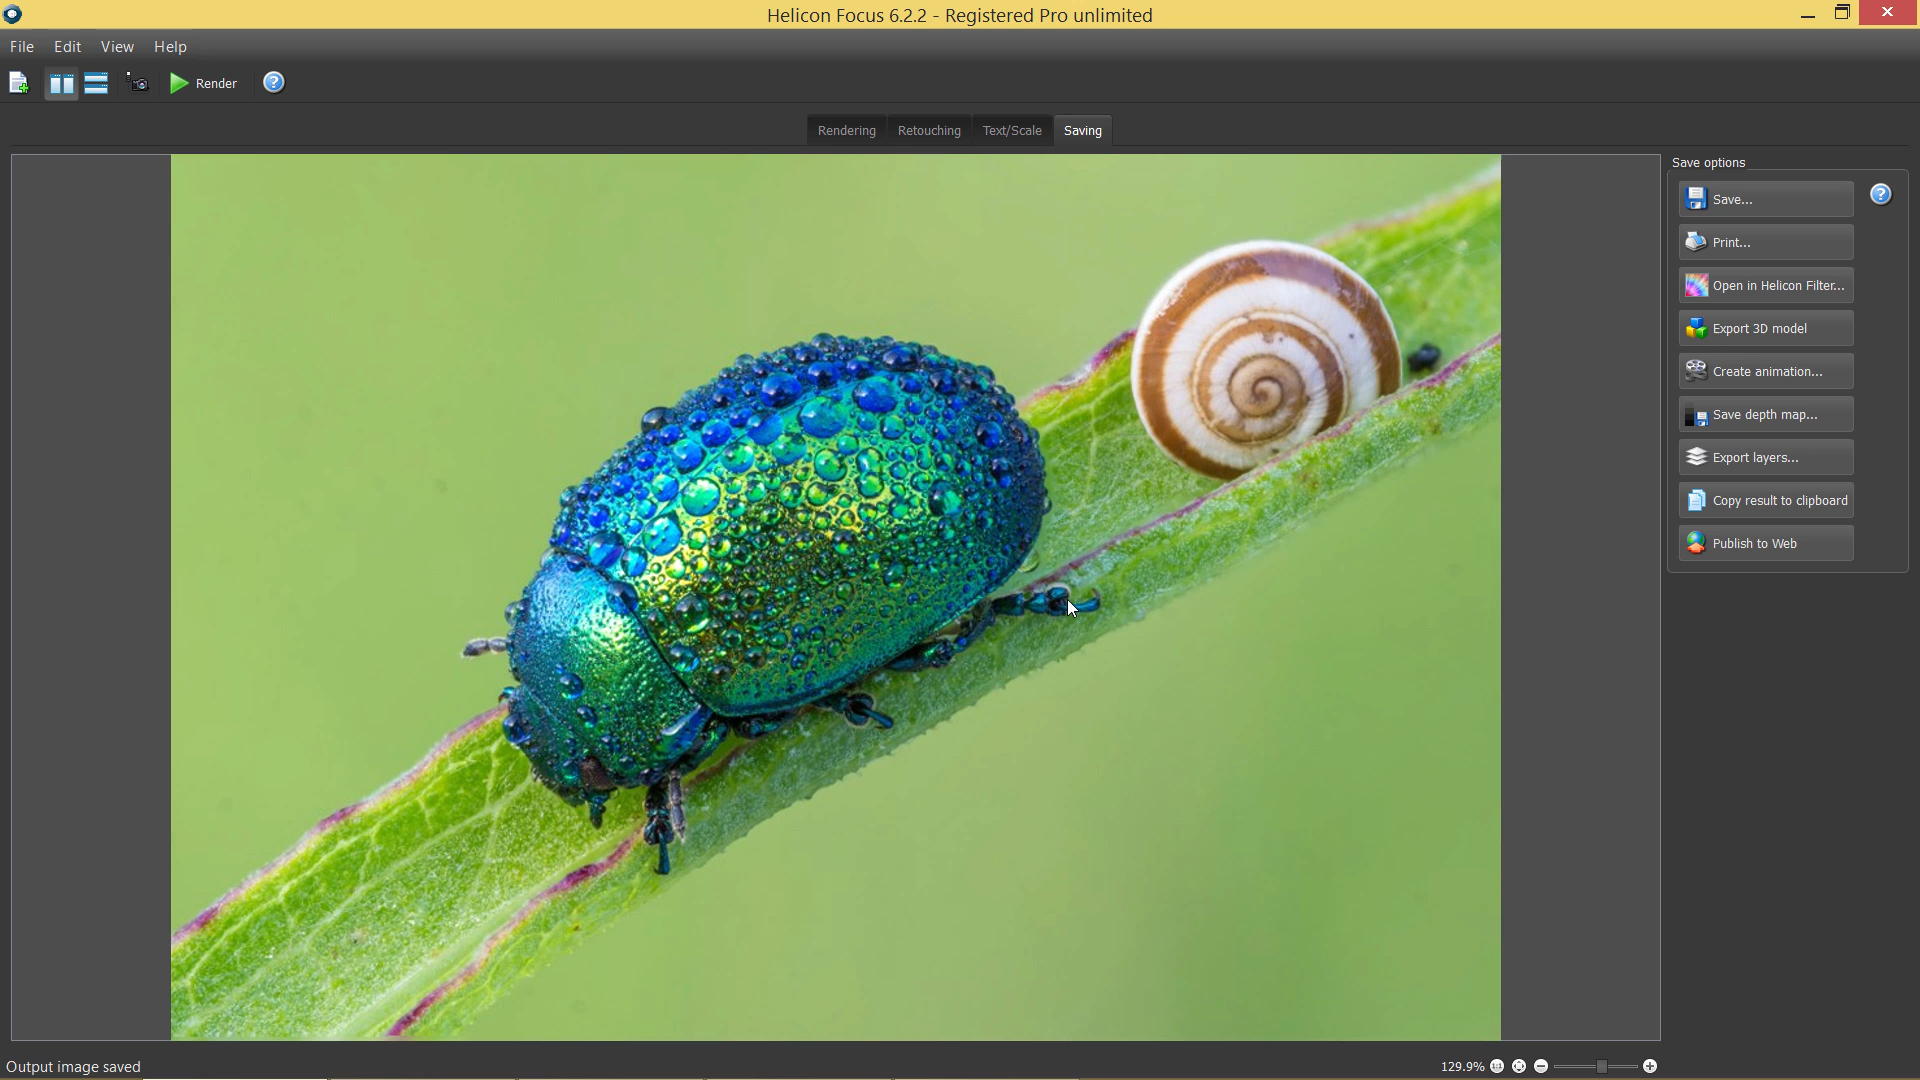 Helicon Focus 6.2.2 - Registered Pro unlimited
File Edit View Help
Render
Rendering Retouching Text/Scale Saving
Save options
Save...
Print...
Open in Helicon Filter...
Export 3D model
Create animation...
Save depth map...
Export layers...
Copy result to clipboard
Publish to Web
Output image saved
129.9%